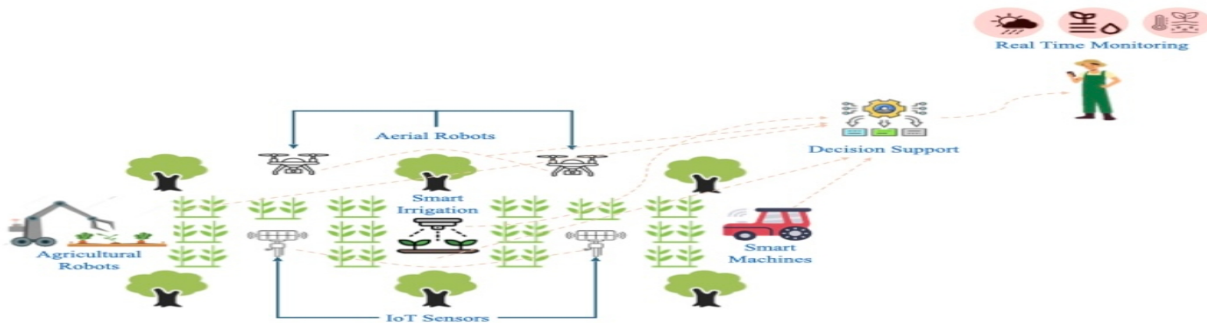 Real Time Monitoring
Aerial Robots
Decision Support
Smart
Irrigation
Agricultural
Robots
Smart
Machines
IoT Sensors